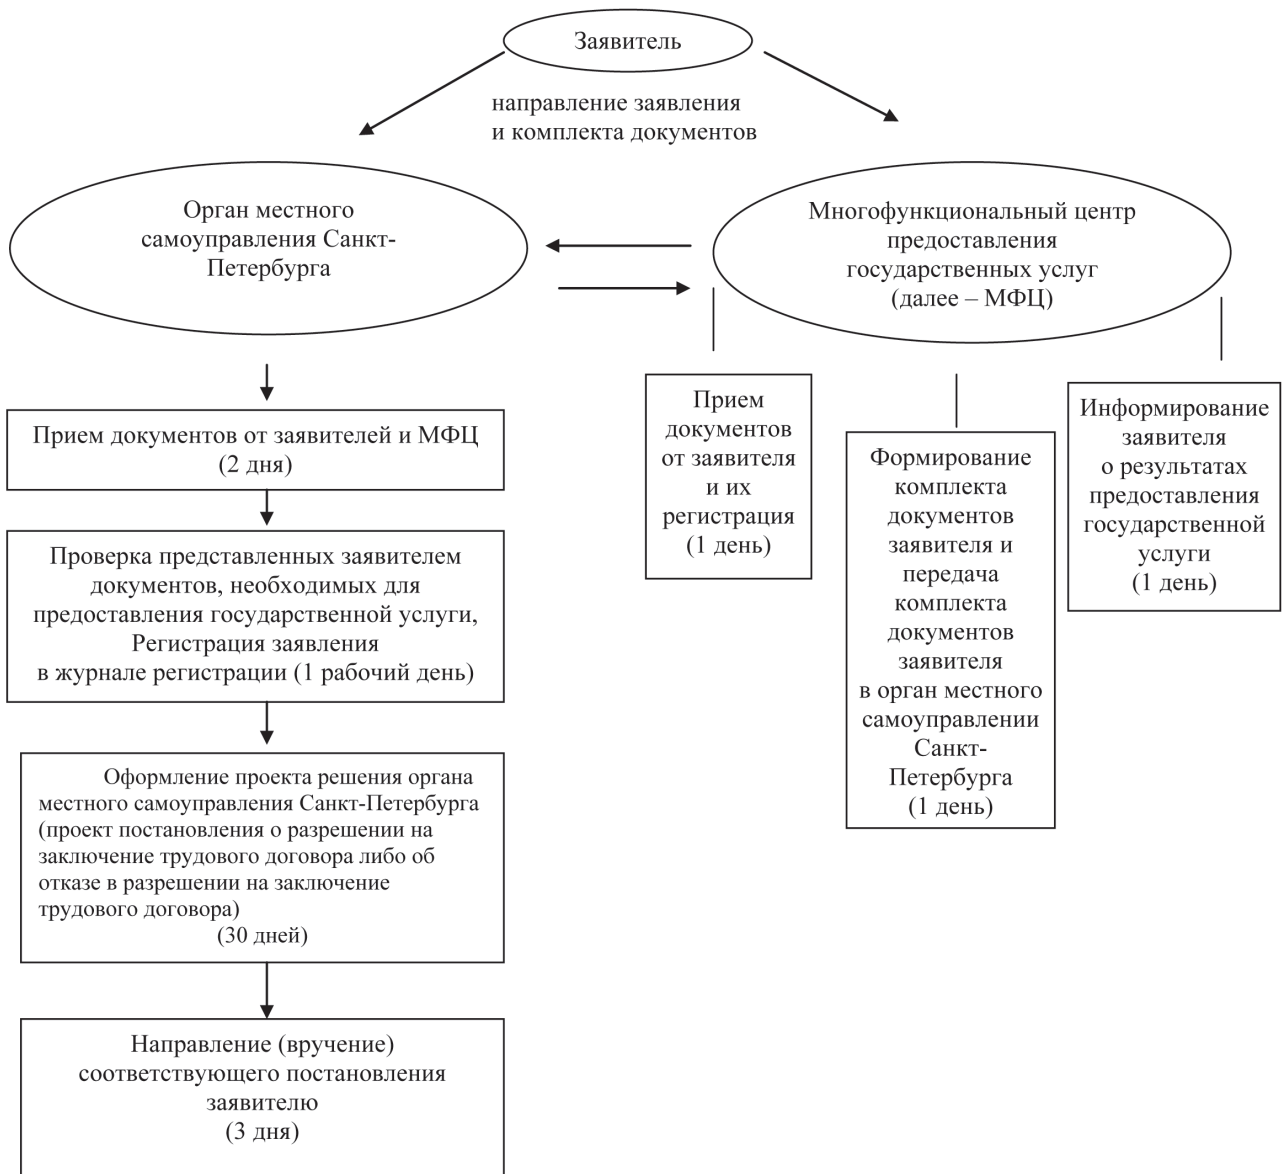 Заявитель
направление заявления
и комплекта документов
Орган местного
самоуправления Санкт-
Петербурга
Многофункциональный центр
предоставления
государственных услуг
(далее – МФЦ)
Прием документов от заявителей и МФЦ
(2 дня)
Проверка представленных заявителем
документов, необходимых для
предоставления государственной услуги,
Регистрация заявления
в журнале регистрации (1 рабочий день)
Оформление проекта решения органа
местного самоуправления Санкт-Петербурга
(проект постановления о разрешении на
заключение трудового договора либо об
отказе в разрешении на заключение
трудового договора)
(30 дней)
Направление (вручение)
соответствующего постановления
заявителю
(3 дня)
Прием
документов
от заявителя
и их
регистрация
(1 день)
Формирование
комплекта
документов
заявителя и
передача
комплекта
документов
заявителя
в орган местного
самоуправлении
Санкт-
Петербурга
(1 день)
Информирование
заявителя
о результатах
предоставления
государственной
услуги
(1 день)